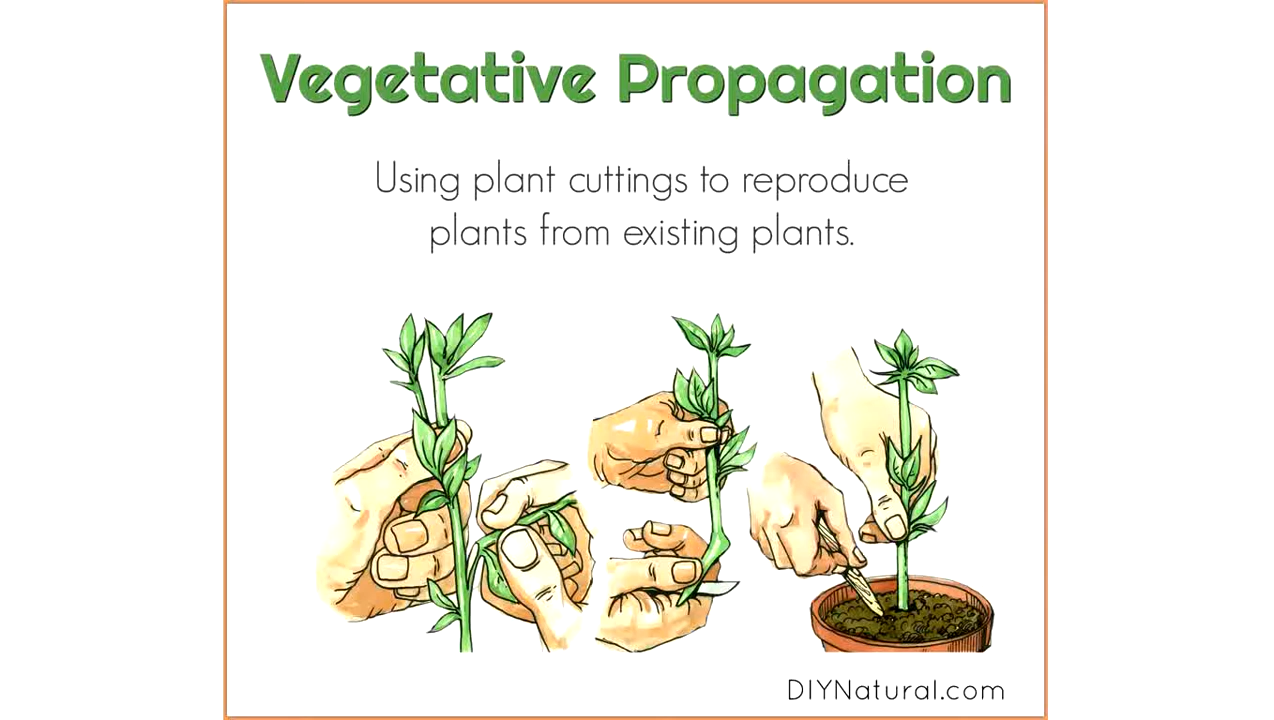 Vegetative Propagation
Using plant cuttings to reproduce
plants from existing plants.
DIYNatural.com